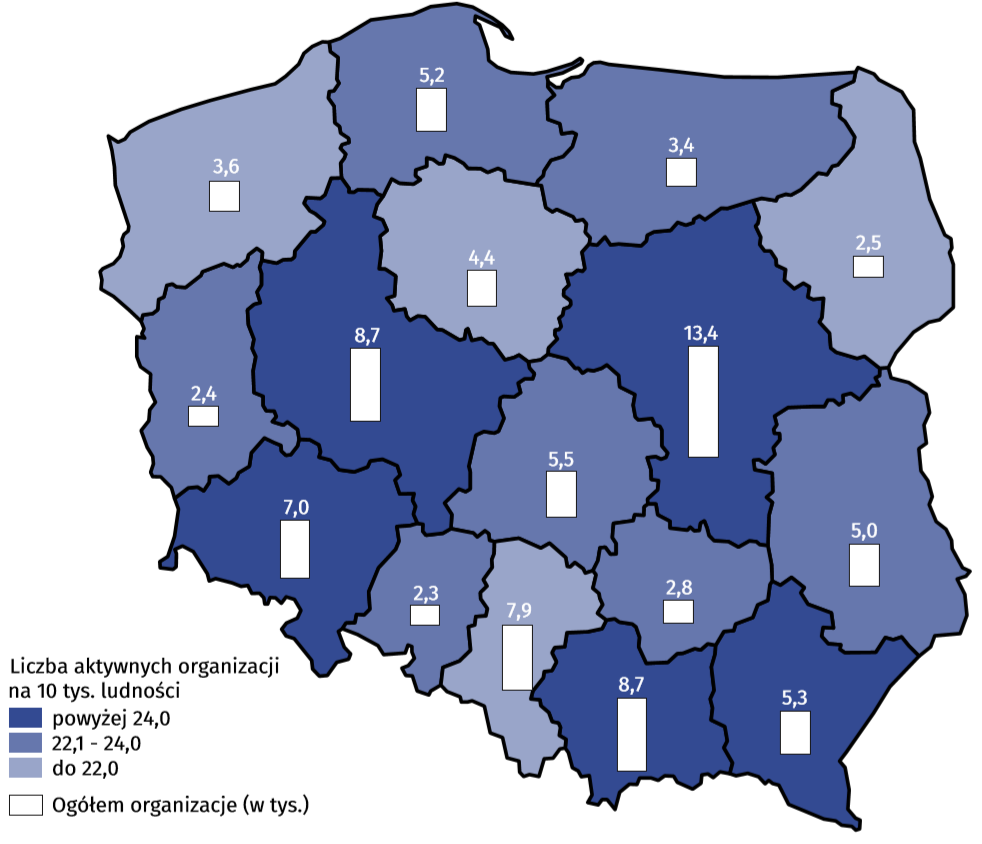 5,2
3,4
3,6
2,5
4,4
8,7
13,4
2,4
5,5
7,0
5,0
2,3
2,8
7,9
8,7
5,3
Liczba aktywnych organizacji
na 10 tys. ludności
powyżej 24,0
22,1 - 24,0
do 22,0
Ogółem organizacje (w tys.)